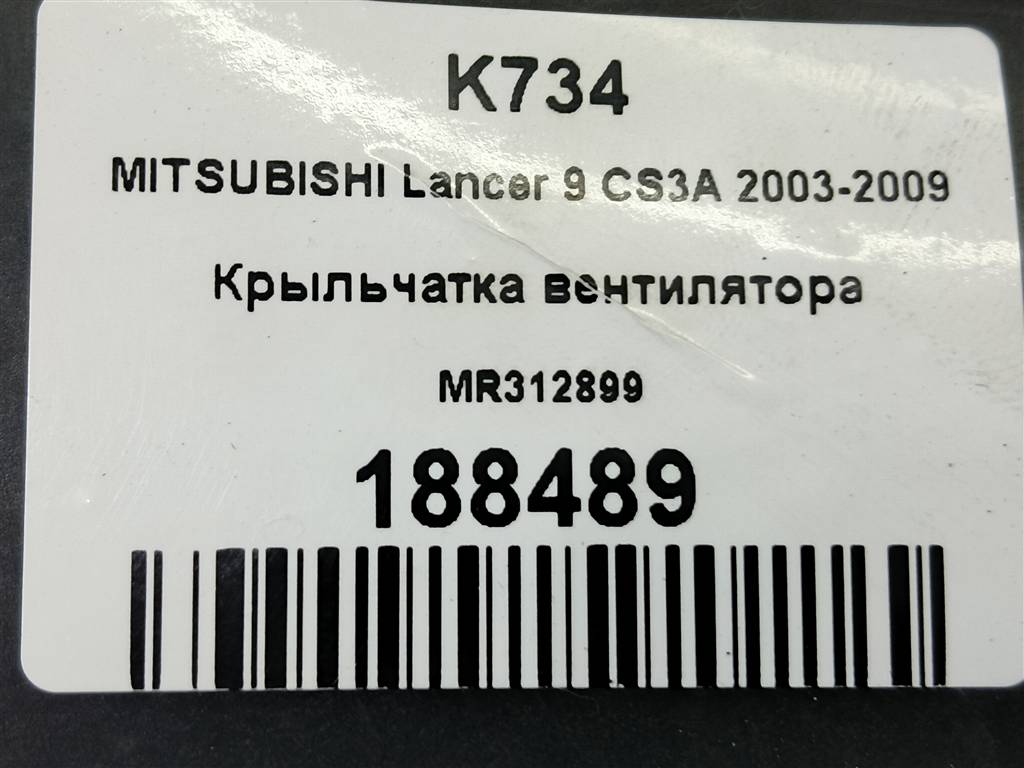 K734
MITSUBISHI Lancer 9 CS3A 2003-2009
Крыльчатка вентилятора
MR312899
188489